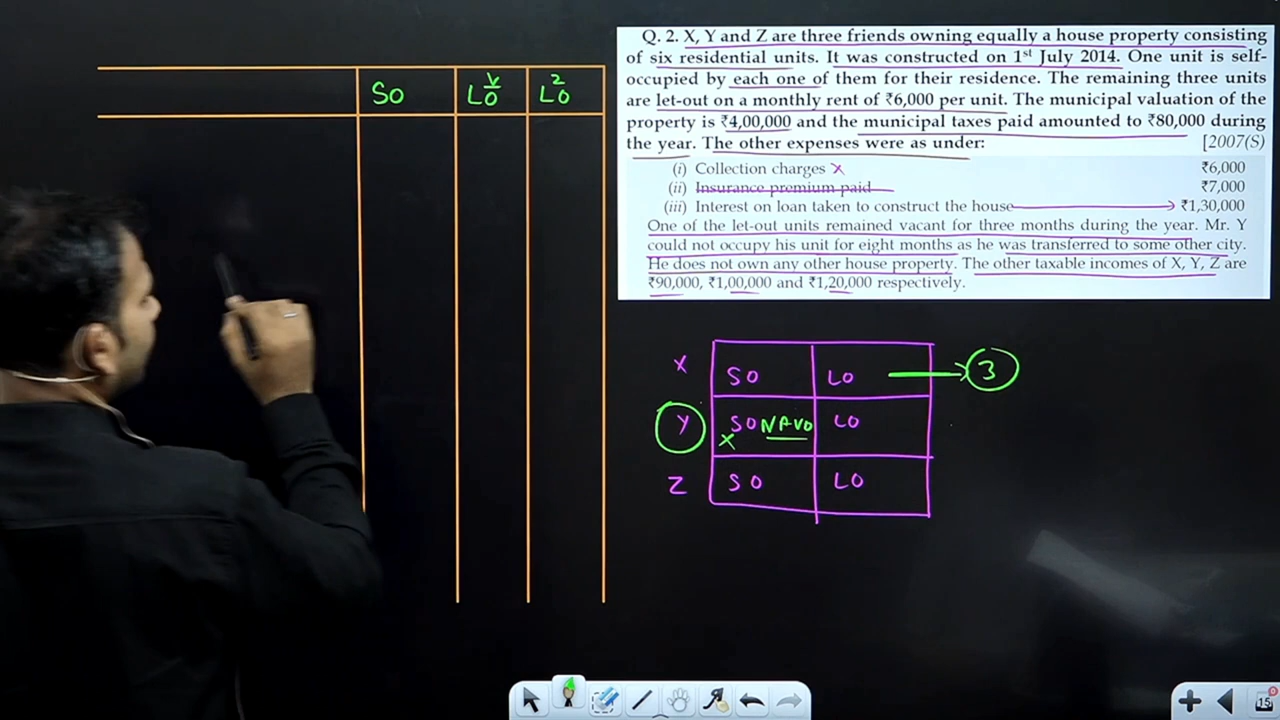 Q. 2. X, Y and Z are three friends owning equally a house property consisting
of six residential units. It was constructed on 1st July 2014. One unit is self-
occupied by each one of them for their residence. The remaining three units
are let-out on a monthly rent of ₹6,000 per unit. The municipal valuation of the
property is ₹4,00,000 and the municipal taxes paid amounted to ₹80,000 during
the year. The other expenses were as under: [2007(S)
(i) Collection charges X ₹6,000
(ii) Insurance premium paid ₹7,000
(iii) Interest on loan taken to construct the house ₹1,30,000
One of the let-out units remained vacant for three months during the year. Mr. Y
could not occupy his unit for eight months as he was transferred to some other city.
He does not own any other house property. The other taxable incomes of X, Y, Z are
₹90,000, ₹1,00,000 and ₹1,20,000 respectively.
SO LO V LO 2
X SO LO 3
Y SO NAVO LO
X
Z SO LO
15